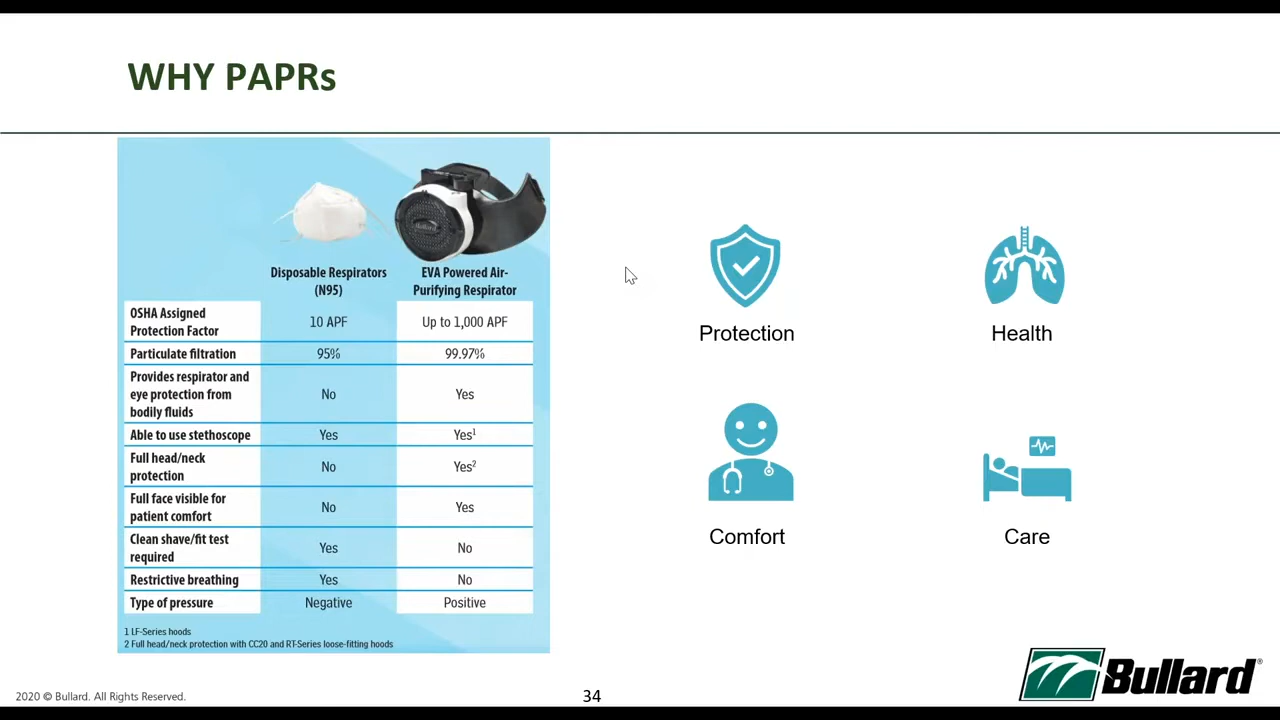 WHY PAPRs
Bullard
Disposable Respirators
(N95)
EVA Powered Air-
Purifying Respirator
OSHA Assigned
Protection Factor
10 APF
Up to 1,000 APF
Particulate filtration
95%
99.97%
Provides respirator and
eye protection from
bodily fluids
No
Yes
Able to use stethoscope
Yes
Yes¹
Full head/neck
protection
No
Yes²
Full face visible for
patient comfort
No
Yes
Clean shave/fit test
required
Yes
No
Restrictive breathing
Yes
No
Type of pressure
Negative
Positive
1 LF-Series hoods
2 Full head/neck protection with CC20 and RT-Series loose-fitting hoods
Protection
Health
Comfort
Care
2020 © Bullard. All Rights Reserved.
34
Bullard®